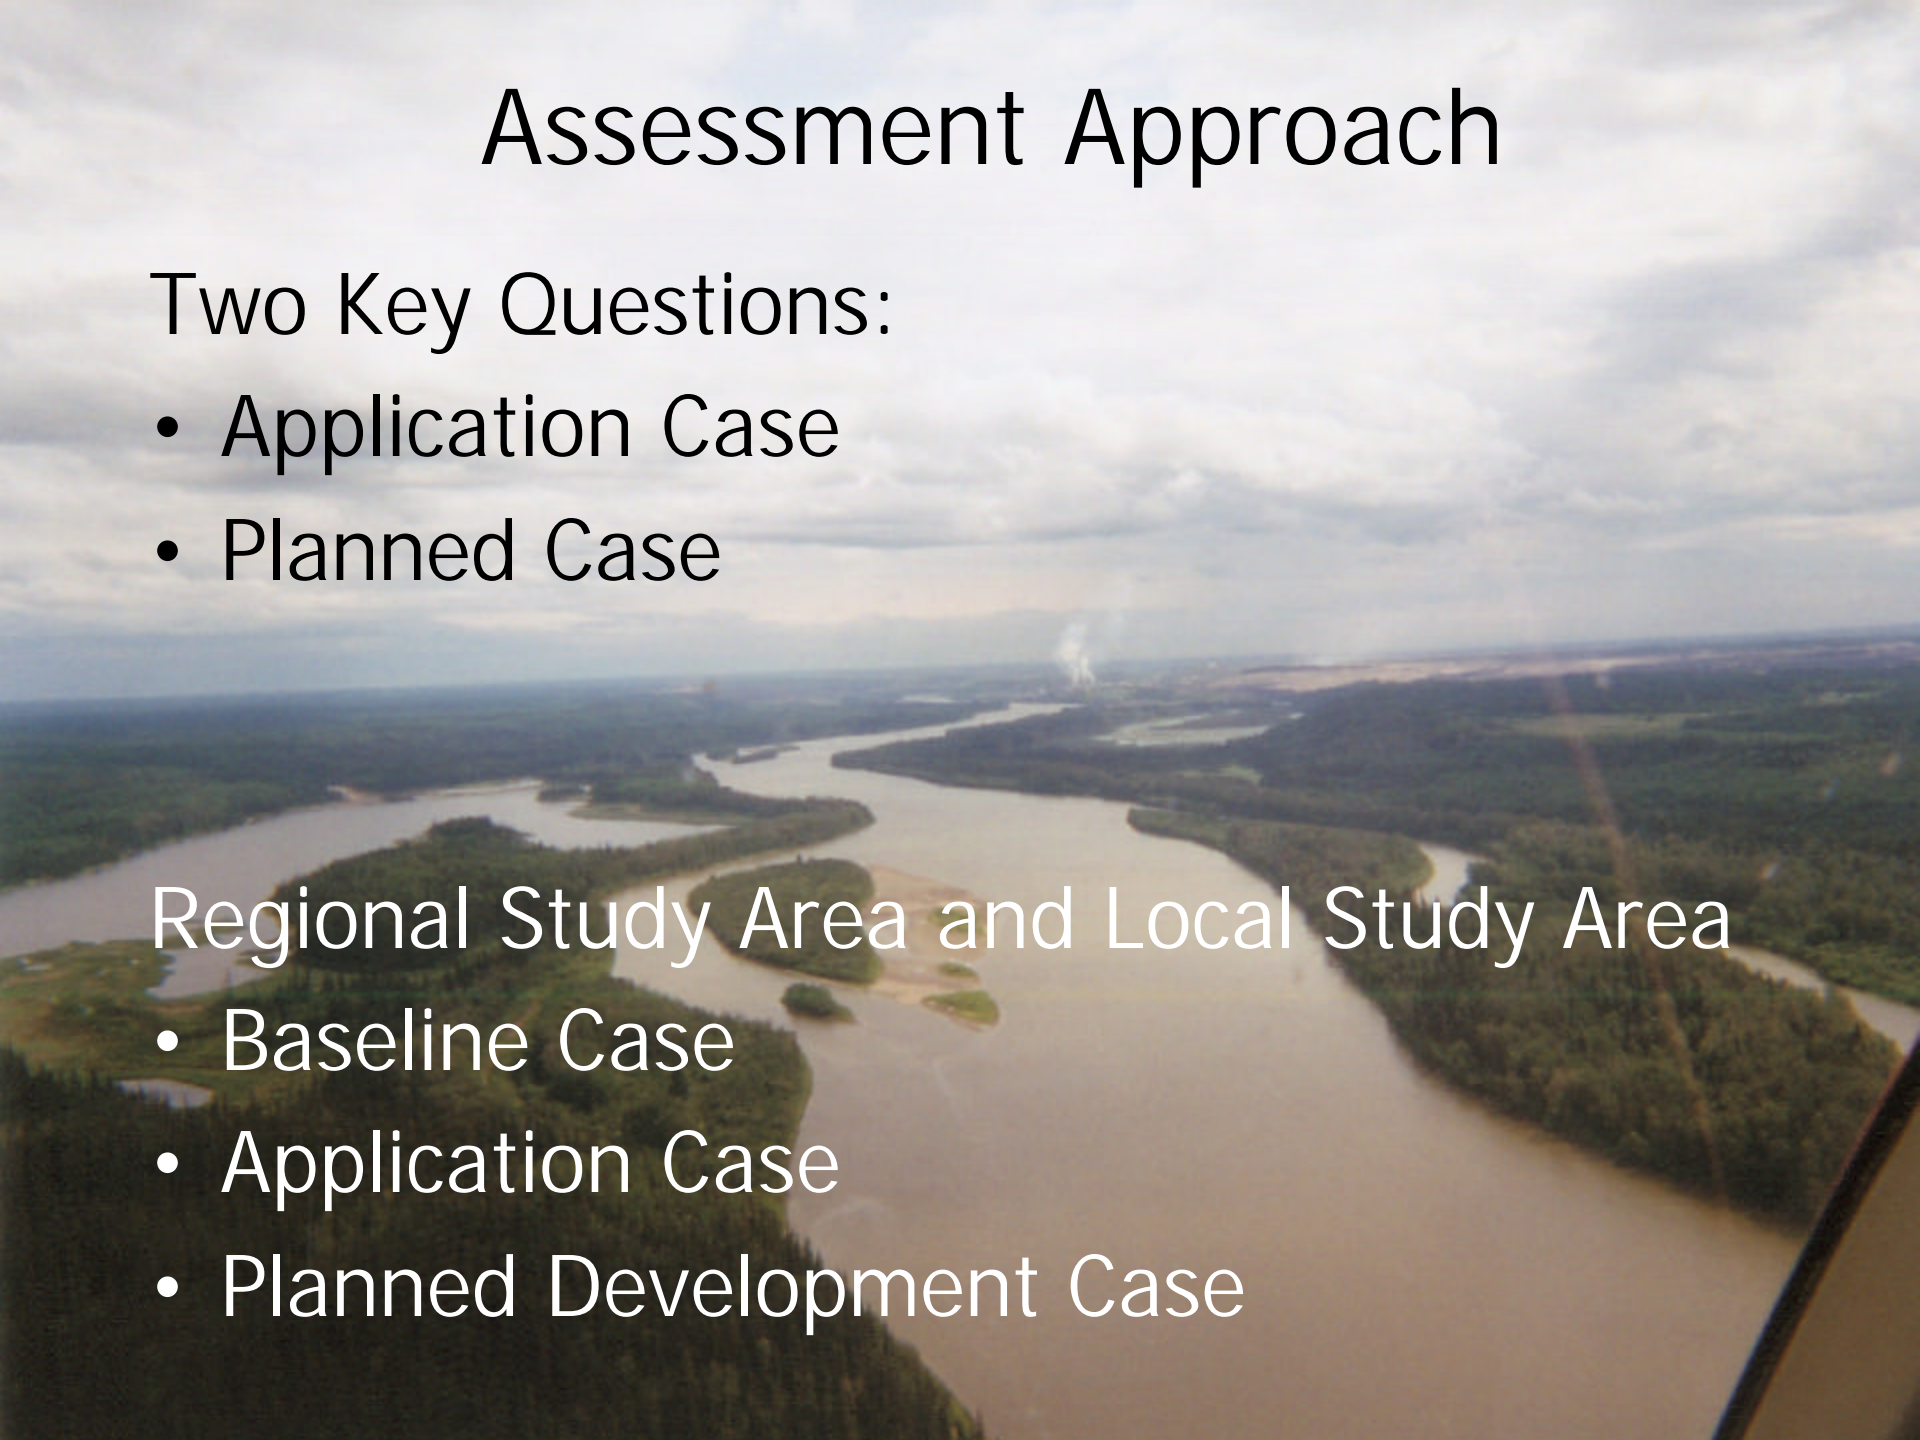 Assessment Approach
Two Key Questions:
• Application Case
• Planned Case
Regional Study Area and Local Study Area
• Baseline Case
• Application Case
• Planned Development Case